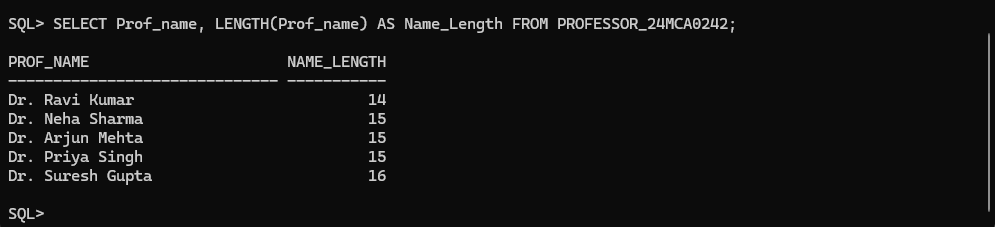 SQL> SELECT Prof_name, LENGTH(Prof_name) AS Name_Length FROM PROFESSOR_24MCA0242;
PROF_NAME                      NAME_LENGTH
------------------------------ -----------
Dr. Ravi Kumar                          14
Dr. Neha Sharma                         15
Dr. Arjun Mehta                         15
Dr. Priya Singh                         15
Dr. Suresh Gupta                        16
SQL>